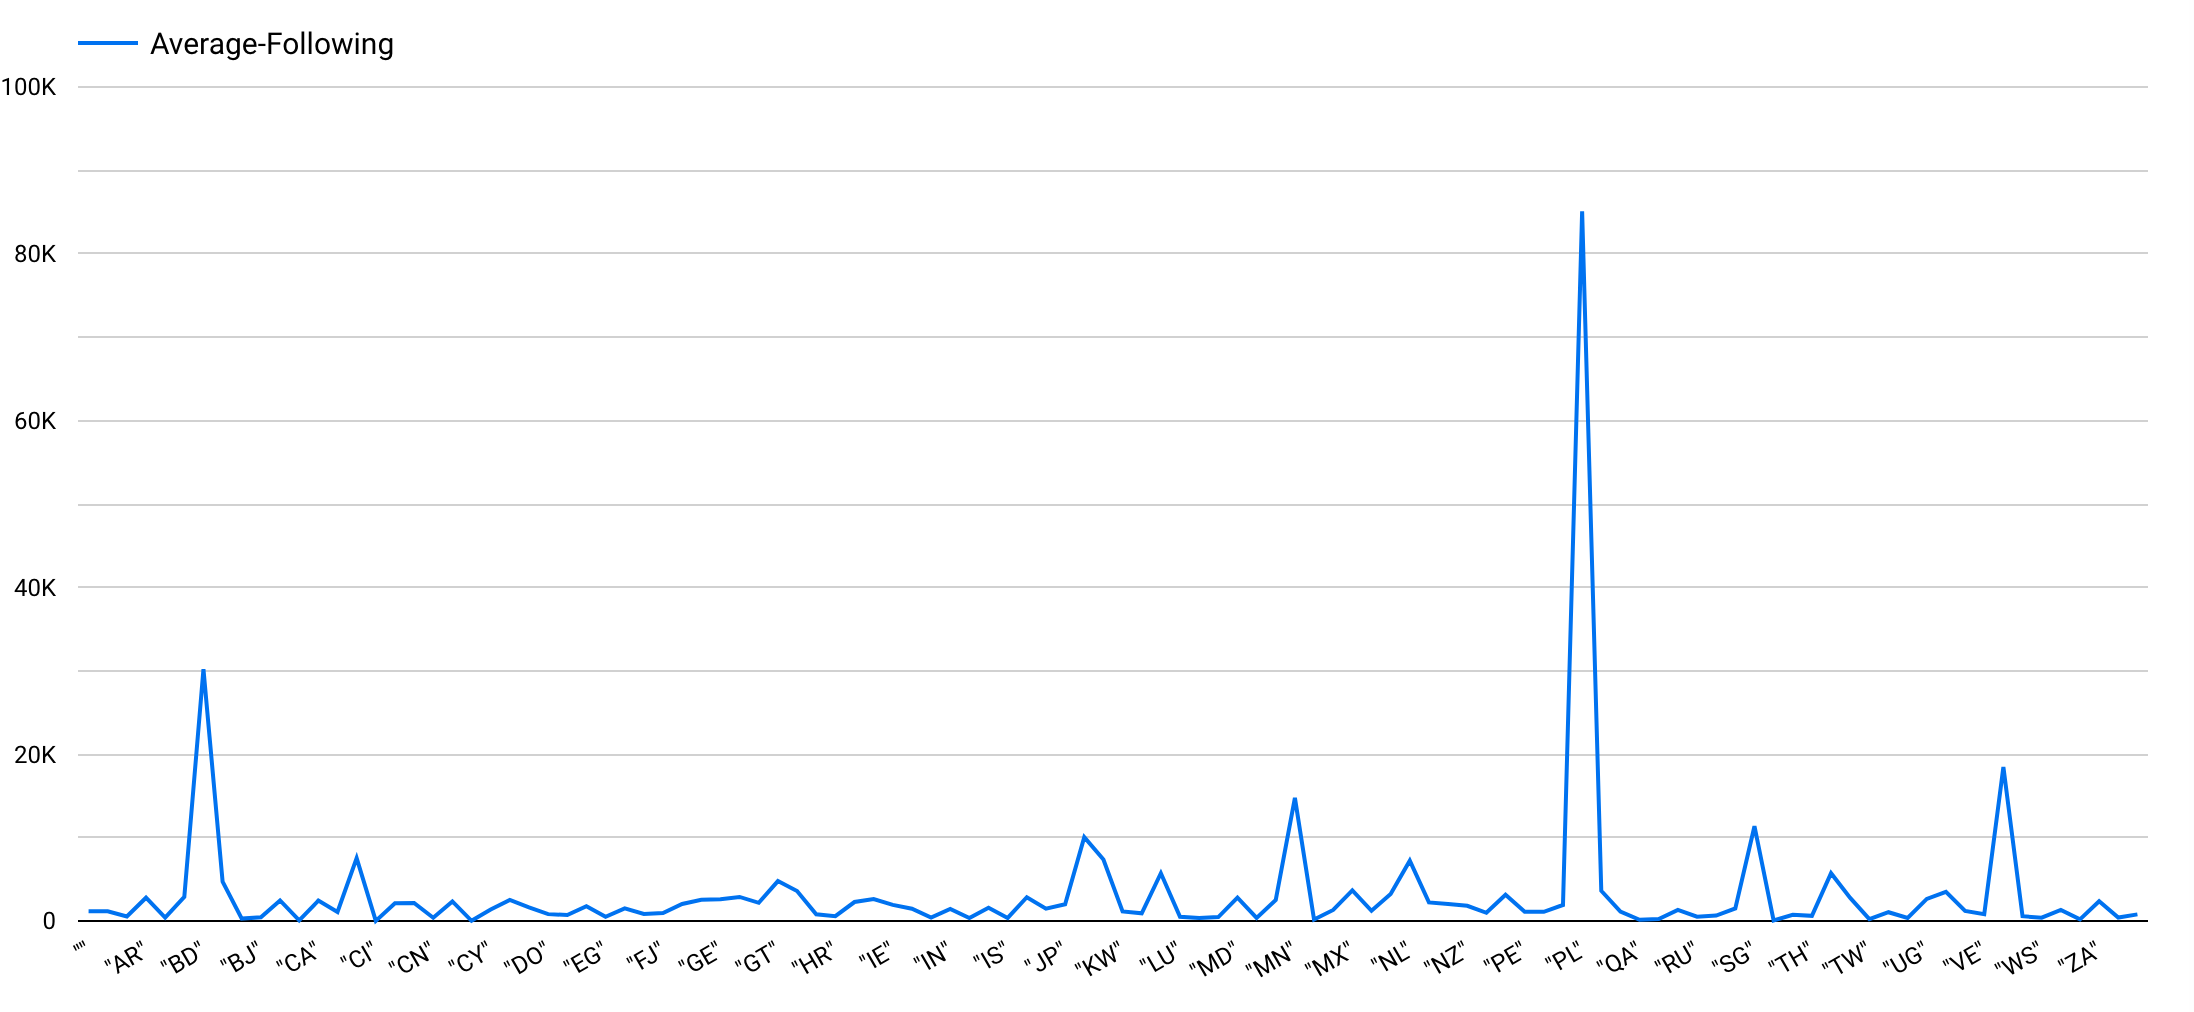 Average-Following
100K
80K
60K
40K
20K
0
"" "AR" "BD" "BJ" "CA" "CI" "CN" "CY" "DO" "EG" "FJ" "GE" "GT" "HR" "IE" "IN" "IS" "JP" "KW" "LU" "MD" "MN" "MX" "NL" "NZ" "PE" "PL" "QA" "RU" "SG" "TH" "TW" "UG" "VE" "WS" "ZA"